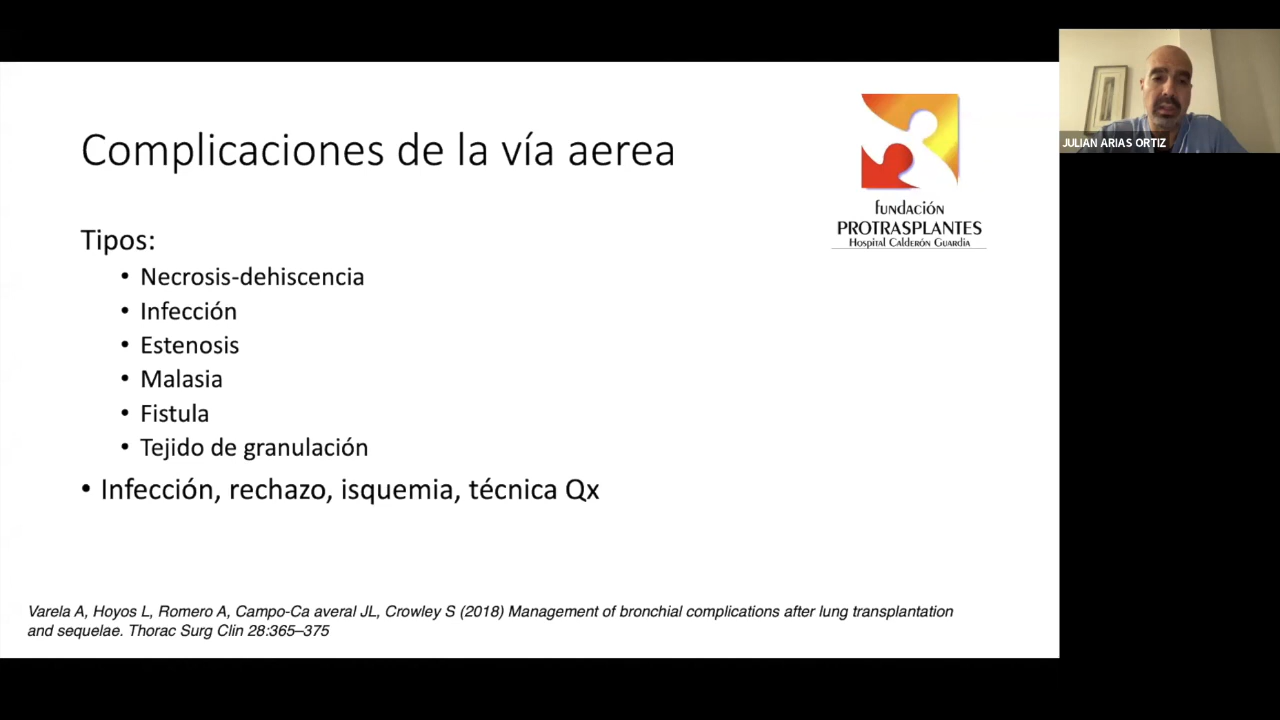 Complicaciones de la vía aerea
fundación
PROTRASPLANTES
Hospital Calderón Guardia
JULIAN ARIAS ORTIZ
Tipos:
• Necrosis-dehiscencia
• Infección
• Estenosis
• Malasia
• Fistula
• Tejido de granulación
• Infección, rechazo, isquemia, técnica Qx
Varela A, Hoyos L, Romero A, Campo-Ca averal JL, Crowley S (2018) Management of bronchial complications after lung transplantation
and sequelae. Thorac Surg Clin 28:365–375